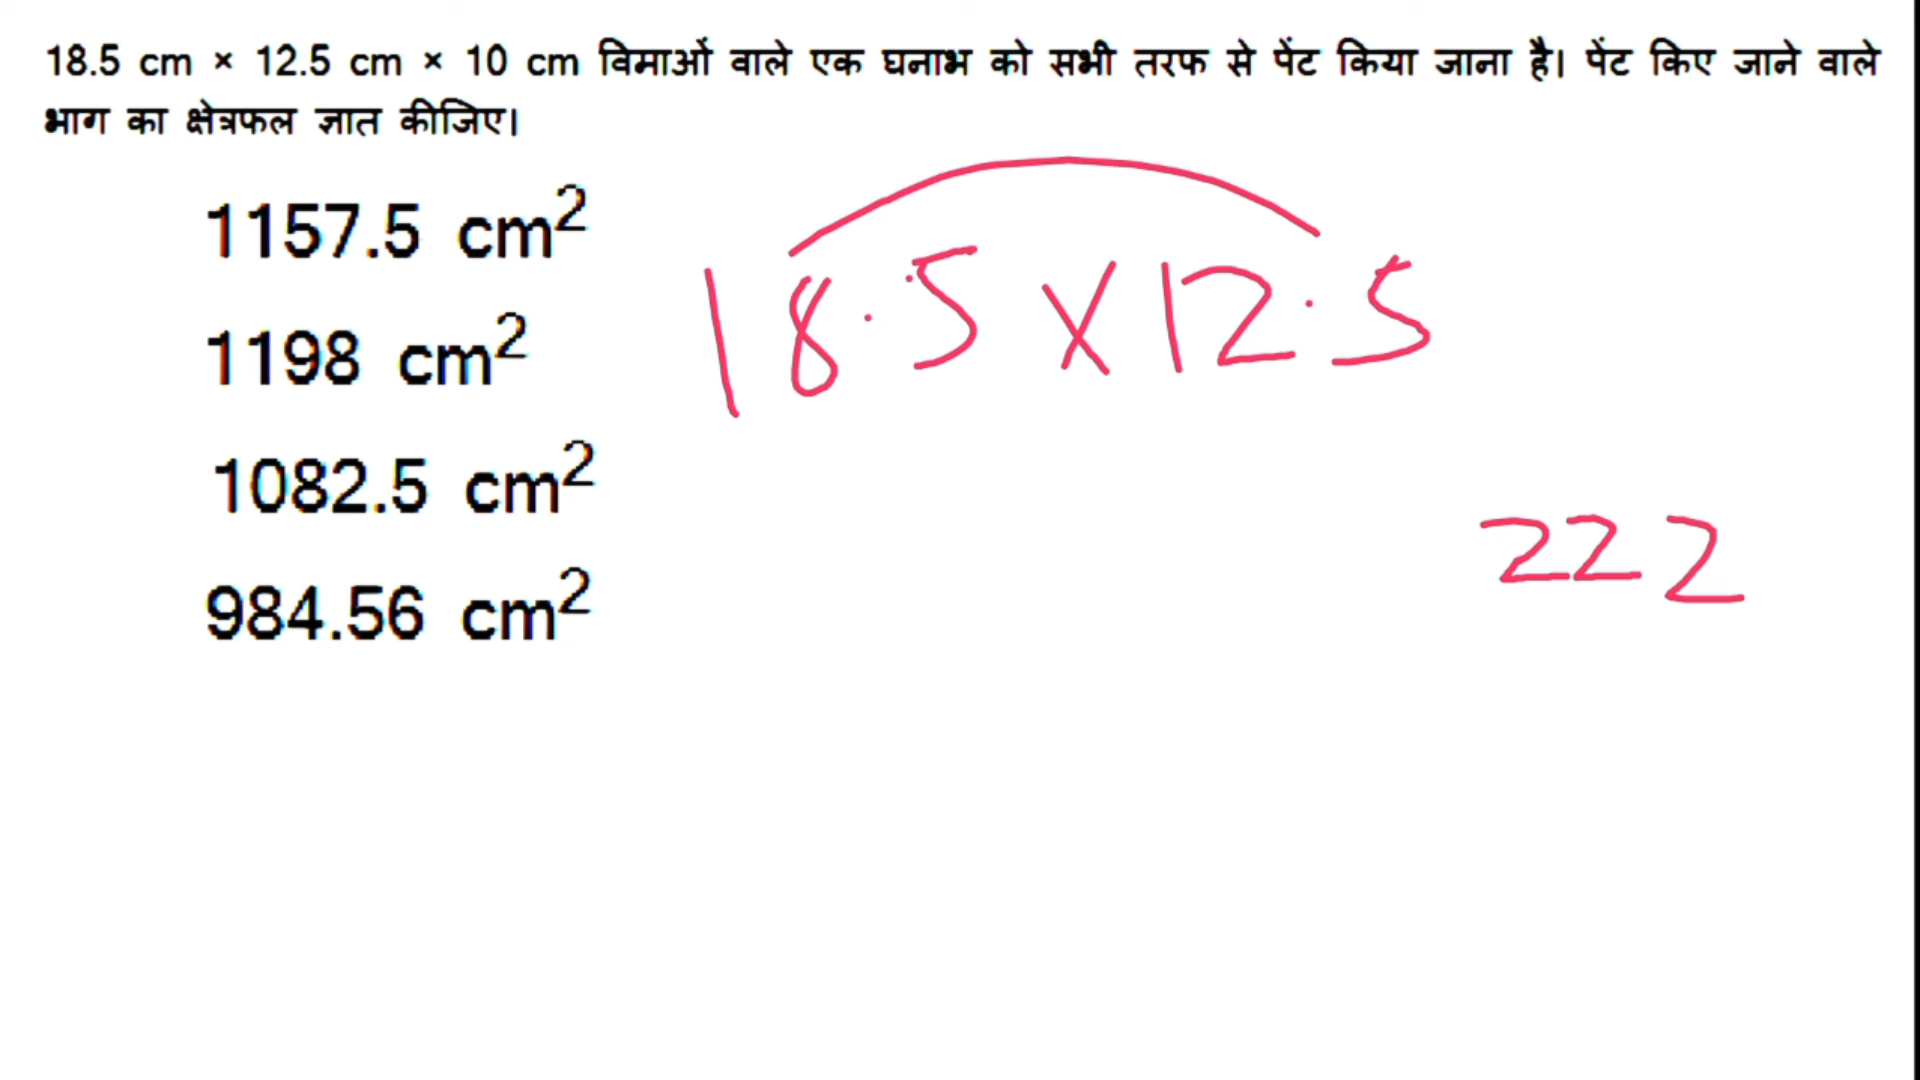 18.5 cm × 12.5 cm × 10 cm विमाओं वाले एक घनाभ को सभी तरफ से पेंट किया जाना है। पेंट किए जाने वाले
भाग का क्षेत्रफल ज्ञात कीजिए।
1157.5 cm²
18.5 X 12.5
1198 cm²
1082.5 cm²
222
984.56 cm²